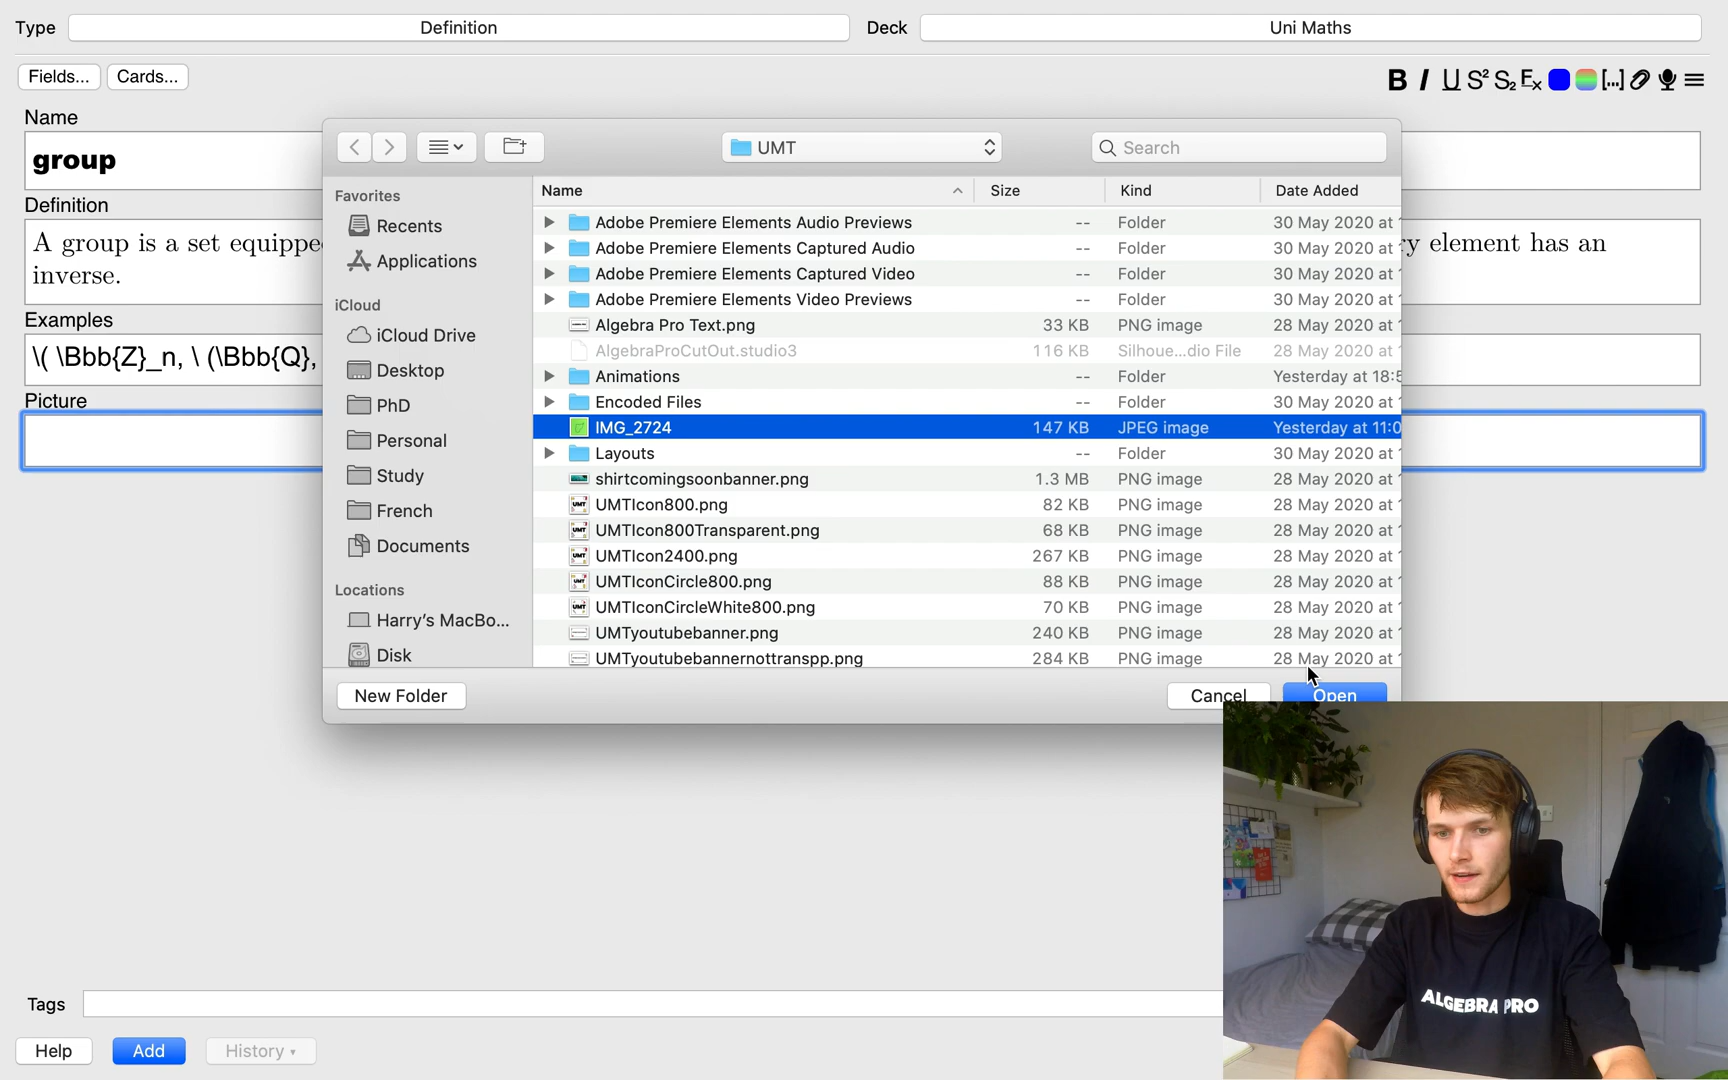 Type Definition Deck Uni Maths
Fields... Cards...
B I U S² S₂ Ex [...]
Name
group
Definition
A group is a set equippe ry element has an
inverse.
Examples
\( \Bbb{Z}_n, \ (\Bbb{Q},
Picture
UMT Search
Favorites
Recents
Applications
iCloud
iCloud Drive
Desktop
PhD
Personal
Study
French
Documents
Locations
Harry's MacBo...
Disk
Name Size Kind Date Added
Adobe Premiere Elements Audio Previews -- Folder 30 May 2020 at
Adobe Premiere Elements Captured Audio -- Folder 30 May 2020 at
Adobe Premiere Elements Captured Video -- Folder 30 May 2020 at
Adobe Premiere Elements Video Previews -- Folder 30 May 2020 at
Algebra Pro Text.png 33 KB PNG image 28 May 2020 at
AlgebraProCutOut.studio3 116 KB Silhoue...dio File 28 May 2020 at
Animations -- Folder Yesterday at 18:5
Encoded Files -- Folder 30 May 2020 at
IMG_2724 147 KB JPEG image Yesterday at 11:0
Layouts -- Folder 30 May 2020 at
shirtcomingsoonbanner.png 1.3 MB PNG image 28 May 2020 at
UMTIcon800.png 82 KB PNG image 28 May 2020 at
UMTIcon800Transparent.png 68 KB PNG image 28 May 2020 at
UMTIcon2400.png 267 KB PNG image 28 May 2020 at
UMTIconCircle800.png 88 KB PNG image 28 May 2020 at
UMTIconCircleWhite800.png 70 KB PNG image 28 May 2020 at
UMTyoutubebanner.png 240 KB PNG image 28 May 2020 at
UMTyoutubebannernottranspp.png 284 KB PNG image 28 May 2020 at
New Folder Cancel Open
ALGEBRA PRO
Tags
Help Add History